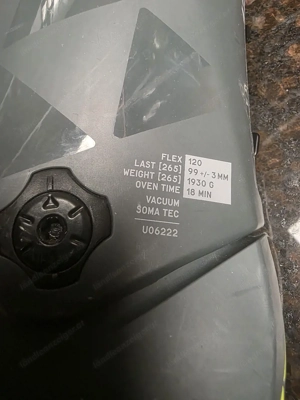 FLEX 120
LAST [265] 99 +/- 3 MM
WEIGHT [265] 1930 G
OVEN TIME 18 MIN
VACUUM
SOMA TEC
U06222